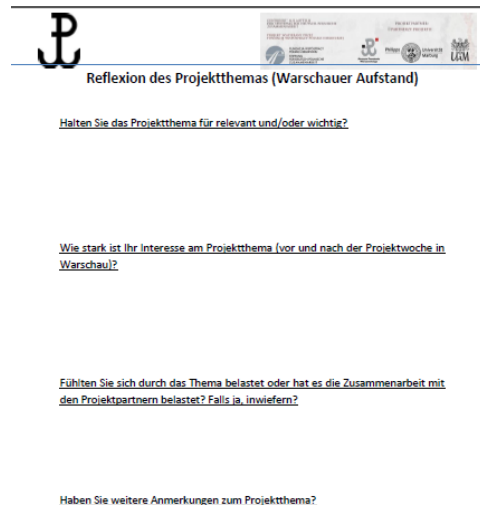 Reflexion des Projektthemas (Warschauer Aufstand)
Halten Sie das Projektthema für relevant und/oder wichtig?
Wie stark ist Ihr Interesse am Projektthema (vor und nach der Projektwoche in
Warschau)?
Fühlten Sie sich durch das Thema belastet oder hat es die Zusammenarbeit mit
den Projektpartnern belastet? Falls ja, inwiefern?
Haben Sie weitere Anmerkungen zum Projektthema?